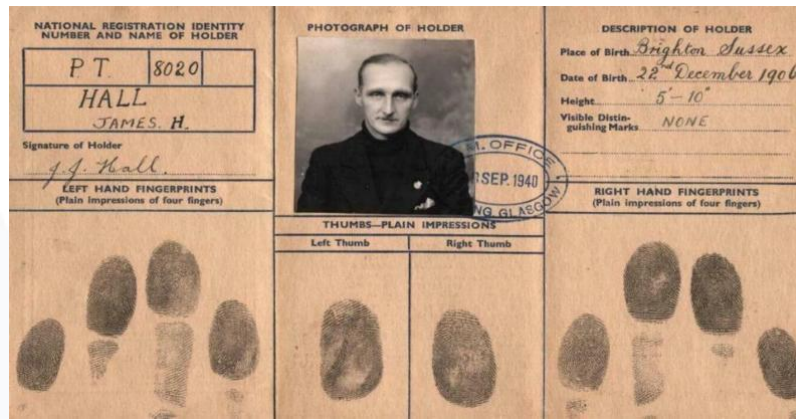 NATIONAL REGISTRATION IDENTITY
NUMBER AND NAME OF HOLDER
PT 8020
HALL
JAMES. H.
Signature of Holder
J.J. Hall.
LEFT HAND FINGERPRINTS
(Plain impressions of four fingers)
PHOTOGRAPH OF HOLDER
M. OFFICE
SEP. 1940
NG GLASGOW
THUMBS—PLAIN IMPRESSIONS
Left Thumb
Right Thumb
DESCRIPTION OF HOLDER
Place of Birth Brighton Sussex
Date of Birth 22nd December 1906
Height 5'-10"
Visible Distin-
guishing Marks NONE
RIGHT HAND FINGERPRINTS
(Plain impressions of four fingers)